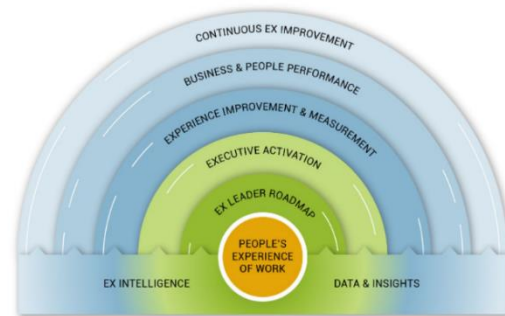 CONTINUOUS EX IMPROVEMENT
BUSINESS & PEOPLE PERFORMANCE
EXPERIENCE IMPROVEMENT & MEASUREMENT
EXECUTIVE ACTIVATION
EX LEADER ROADMAP
PEOPLE'S
EXPERIENCE
OF WORK
EX INTELLIGENCE
DATA & INSIGHTS